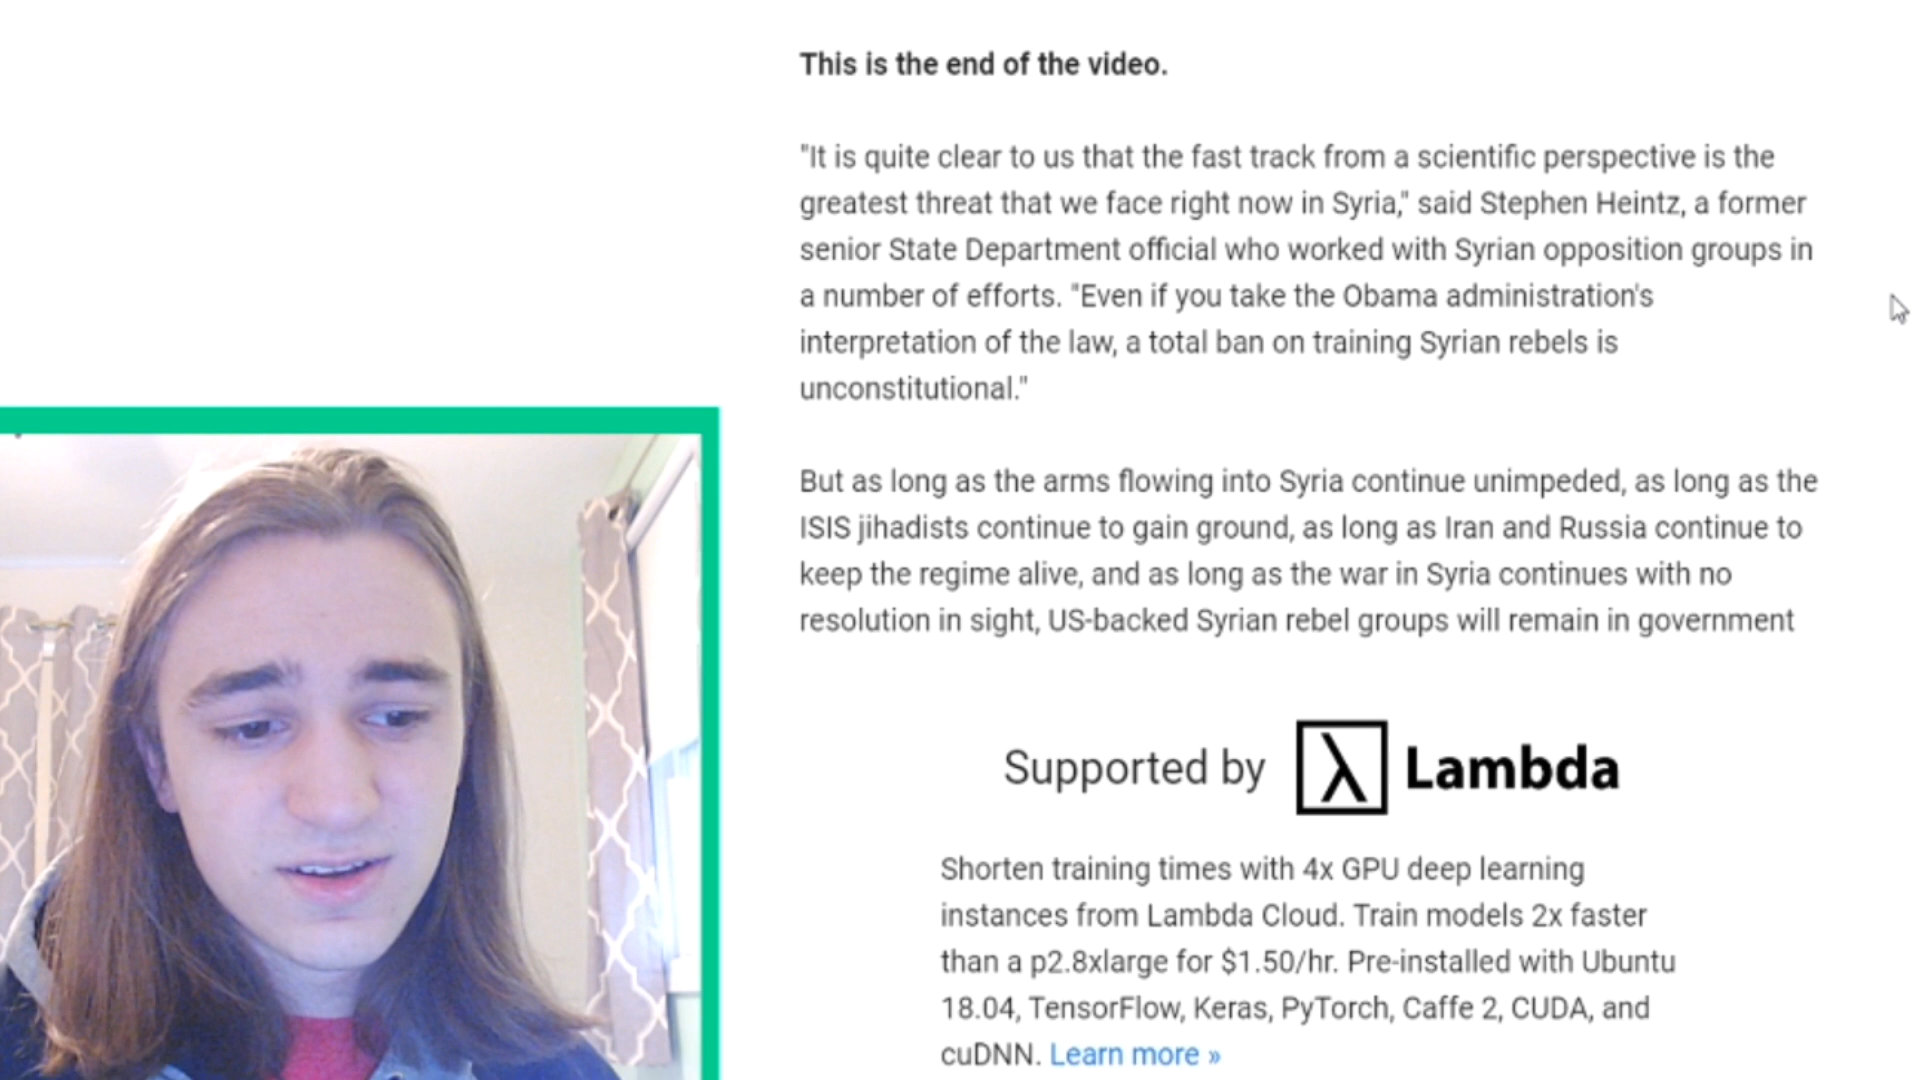 This is the end of the video.
"It is quite clear to us that the fast track from a scientific perspective is the
greatest threat that we face right now in Syria," said Stephen Heintz, a former
senior State Department official who worked with Syrian opposition groups in
a number of efforts. "Even if you take the Obama administration's
interpretation of the law, a total ban on training Syrian rebels is
unconstitutional."
But as long as the arms flowing into Syria continue unimpeded, as long as the
ISIS jihadists continue to gain ground, as long as Iran and Russia continue to
keep the regime alive, and as long as the war in Syria continues with no
resolution in sight, US-backed Syrian rebel groups will remain in government
Supported by λ Lambda
Shorten training times with 4x GPU deep learning
instances from Lambda Cloud. Train models 2x faster
than a p2.8xlarge for $1.50/hr. Pre-installed with Ubuntu
18.04, TensorFlow, Keras, PyTorch, Caffe 2, CUDA, and
cuDNN. Learn more »